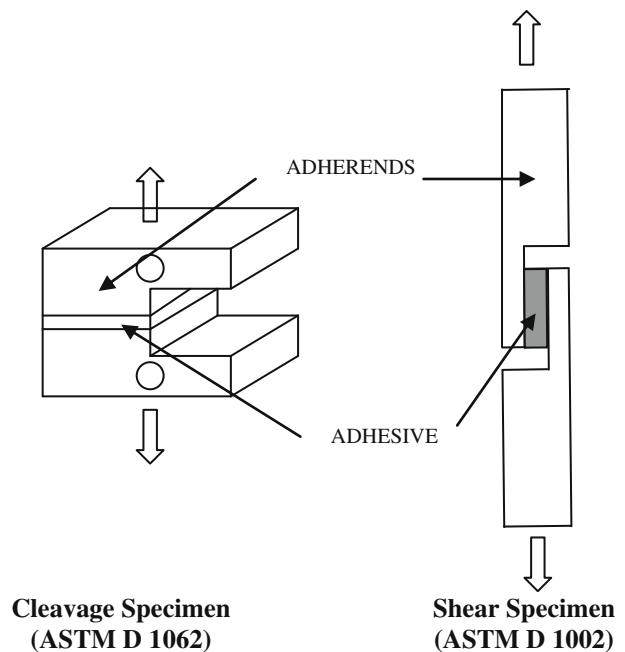 ADHERENDS
ADHESIVE
Cleavage Specimen
(ASTM D 1062)
Shear Specimen
(ASTM D 1002)